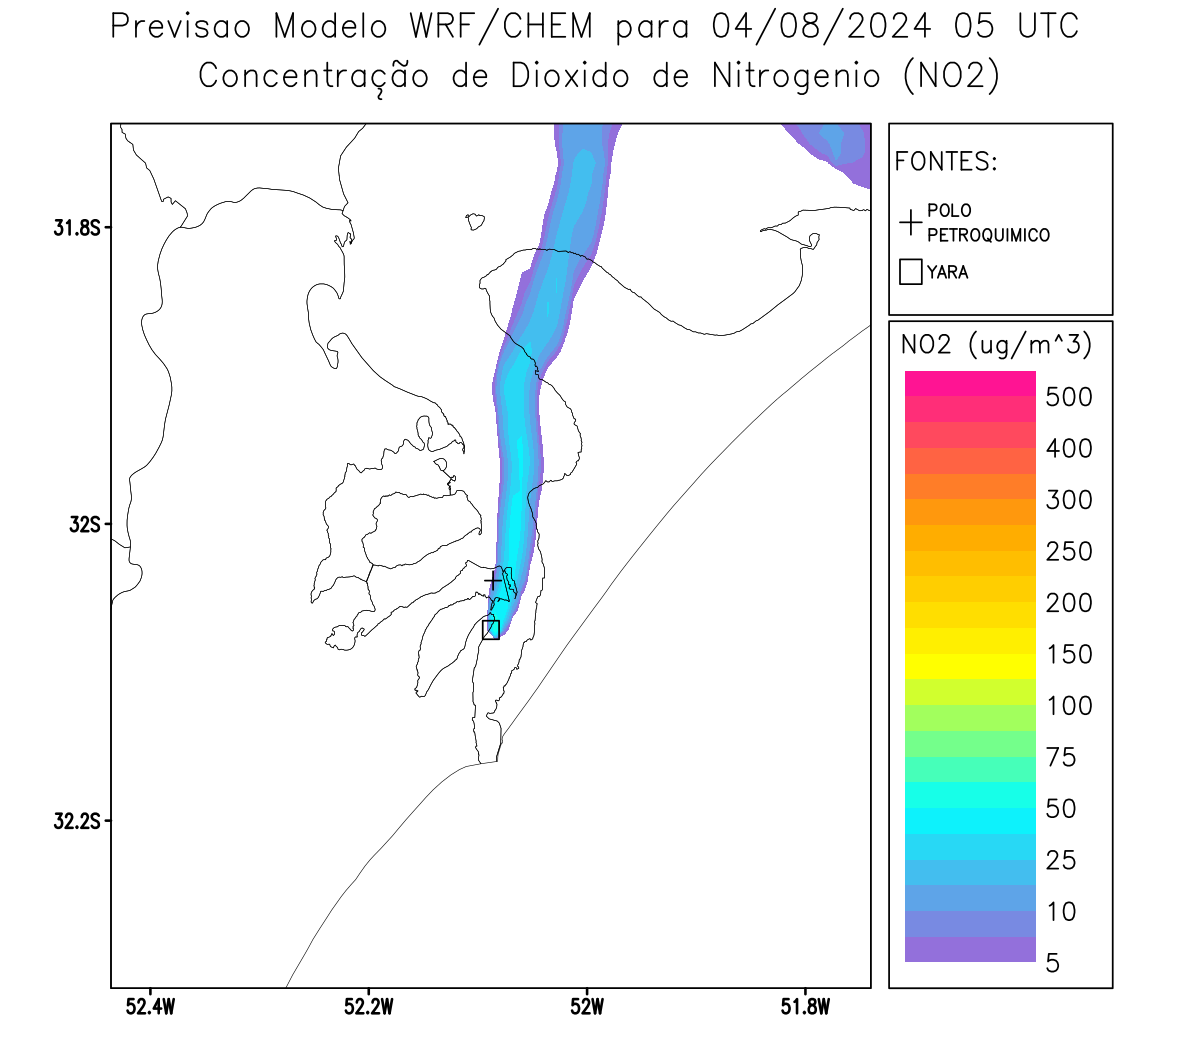 Previsao Modelo WRF/CHEM para 04/08/2024 05 UTC
Concentração de Dioxido de Nitrogenio (NO2)
FONTES:
POLO
PETROQUIMICO
YARA
NO2 (ug/m^3)
500
400
300
250
200
150
100
75
50
25
10
5
31.8S
32S
32.2S
52.4W
52.2W
52W
51.8W